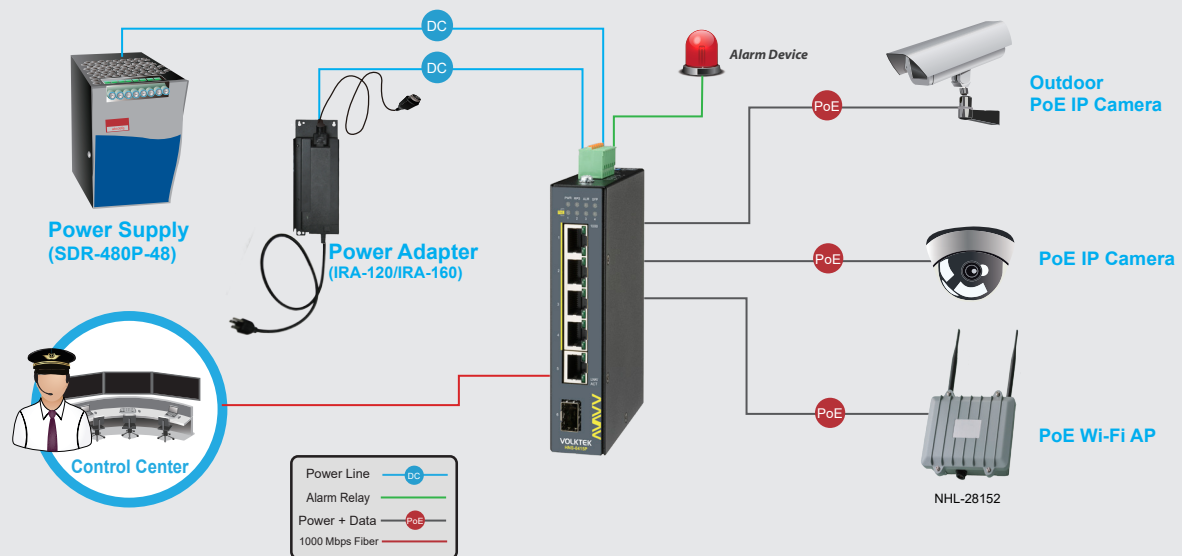 DC
DC
Alarm Device
PoE
Outdoor
PoE IP Camera
Power Supply
(SDR-480P-48)
Power Adapter
(IRA-120/IRA-160)
PoE
PoE IP Camera
Control Center
VOLKTEK
PoE
PoE Wi-Fi AP
NHL-28152
Power Line
DC
Alarm Relay
Power + Data
PoE
1000 Mbps Fiber